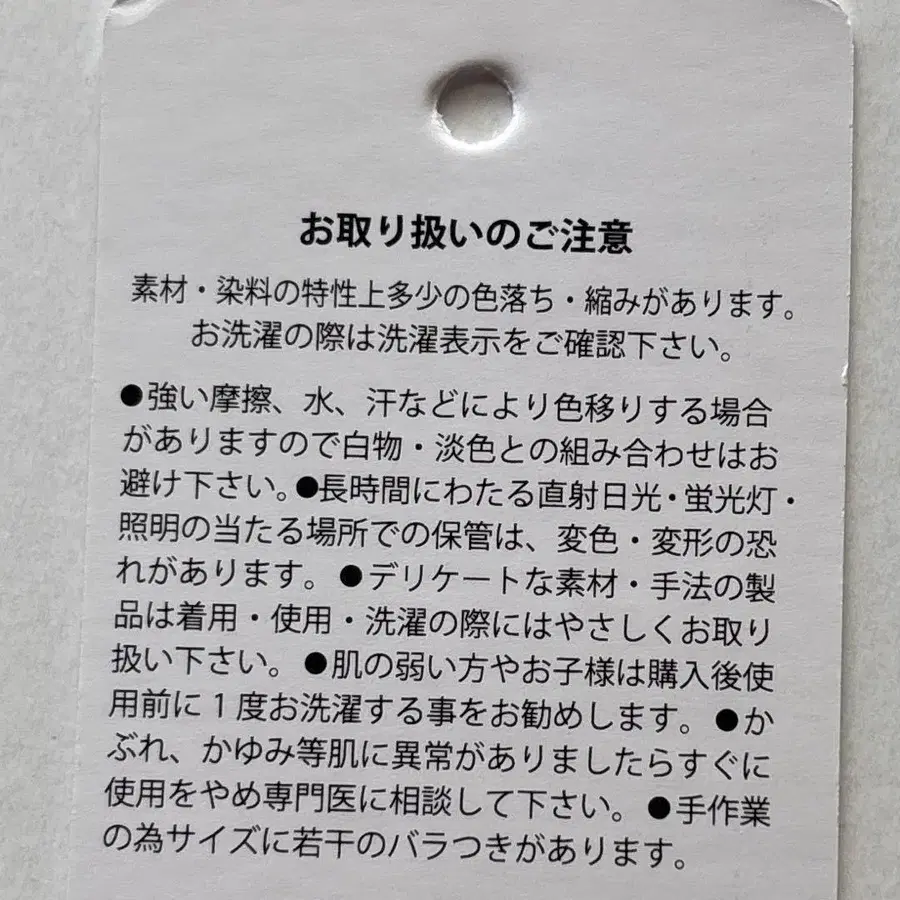 お取り扱いのご注意
素材・染料の特性上多少の色落ち・縮みがあります。
お洗濯の際は洗濯表示をご確認下さい。
●強い摩擦、水、汗などにより色移りする場合
がありますので白物・淡色との組み合わせはお
避け下さい。●長時間にわたる直射日光・蛍光灯・
照明の当たる場所での保管は、変色・変形の恐
れがあります。●デリケートな素材・手法の製
品は着用・使用・洗濯の際にはやさしくお取り
扱い下さい。●肌の弱い方やお子様は購入後使
用前に1度お洗濯する事をお勧めします。●か
ぶれ、かゆみ等肌に異常がありましたらすぐに
使用をやめ専門医に相談して下さい。●手作業
の為サイズに若干のバラつきがあります。